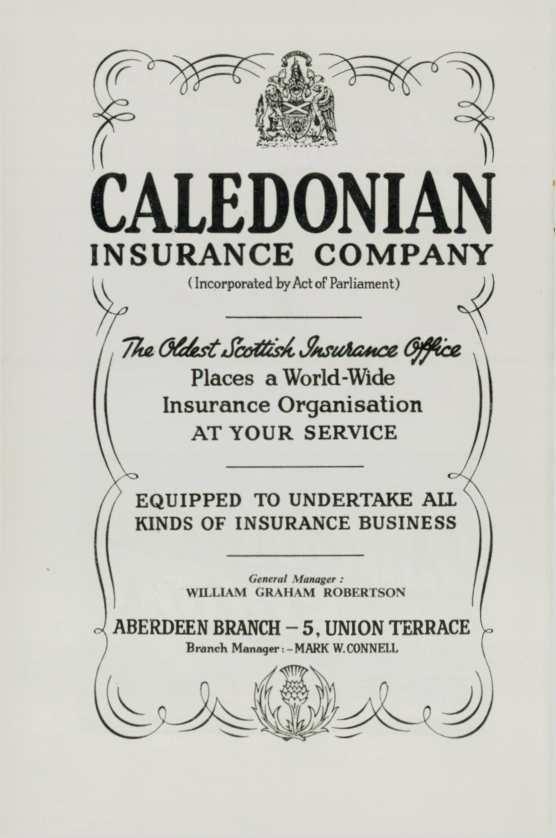 CALEDONIAN
INSURANCE COMPANY
(Incorporated by Act of Parliament)
The Oldest Scottish Insurance Office
Places a World-Wide
Insurance Organisation
AT YOUR SERVICE
EQUIPPED TO UNDERTAKE ALL
KINDS OF INSURANCE BUSINESS
General Manager :
WILLIAM GRAHAM ROBERTSON
ABERDEEN BRANCH – 5, UNION TERRACE
Branch Manager:– MARK W. CONNELL